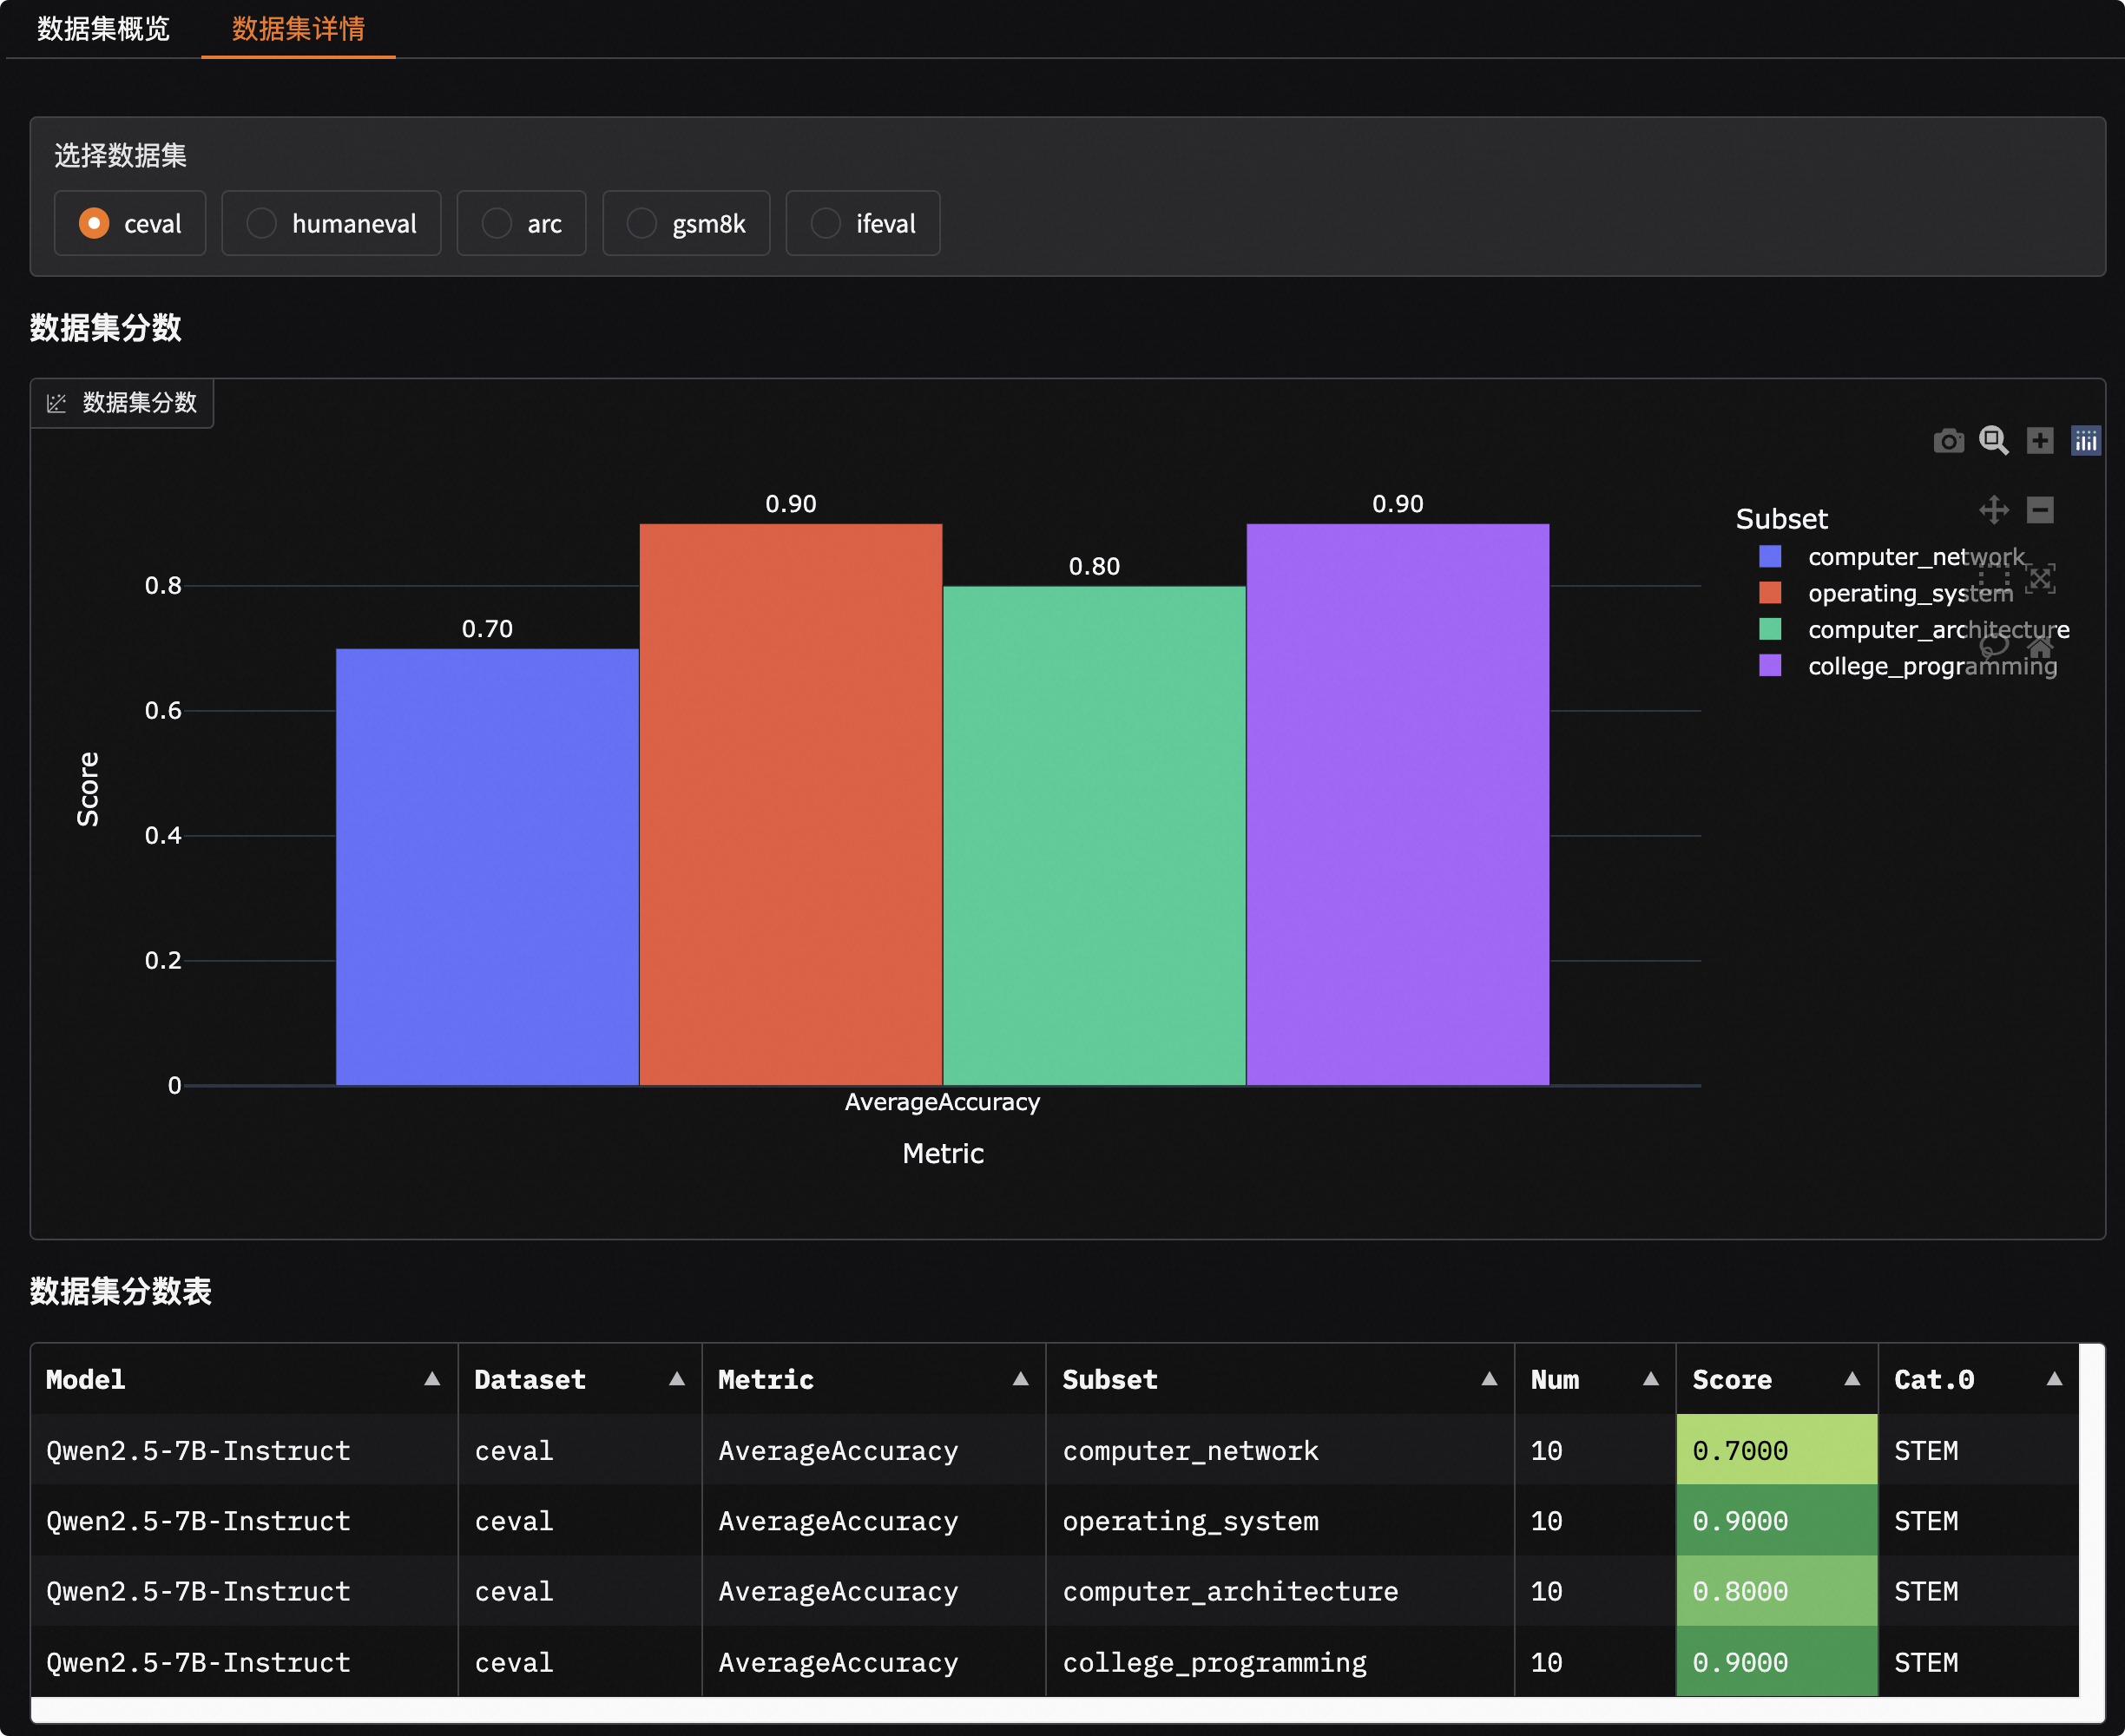 数据集概览 数据集详情
选择数据集
ceval humaneval arc gsm8k ifeval
数据集分数
数据集分数
0.90 0.90
0.80
0.70
Subset
computer_network
operating_system
computer_architecture
college_programming
0.8
0.6
0.4
0.2
0
Score
AverageAccuracy
Metric
数据集分数表
Model Dataset Metric Subset Num Score Cat.0
Qwen2.5-7B-Instruct ceval AverageAccuracy computer_network 10 0.7000 STEM
Qwen2.5-7B-Instruct ceval AverageAccuracy operating_system 10 0.9000 STEM
Qwen2.5-7B-Instruct ceval AverageAccuracy computer_architecture 10 0.8000 STEM
Qwen2.5-7B-Instruct ceval AverageAccuracy college_programming 10 0.9000 STEM